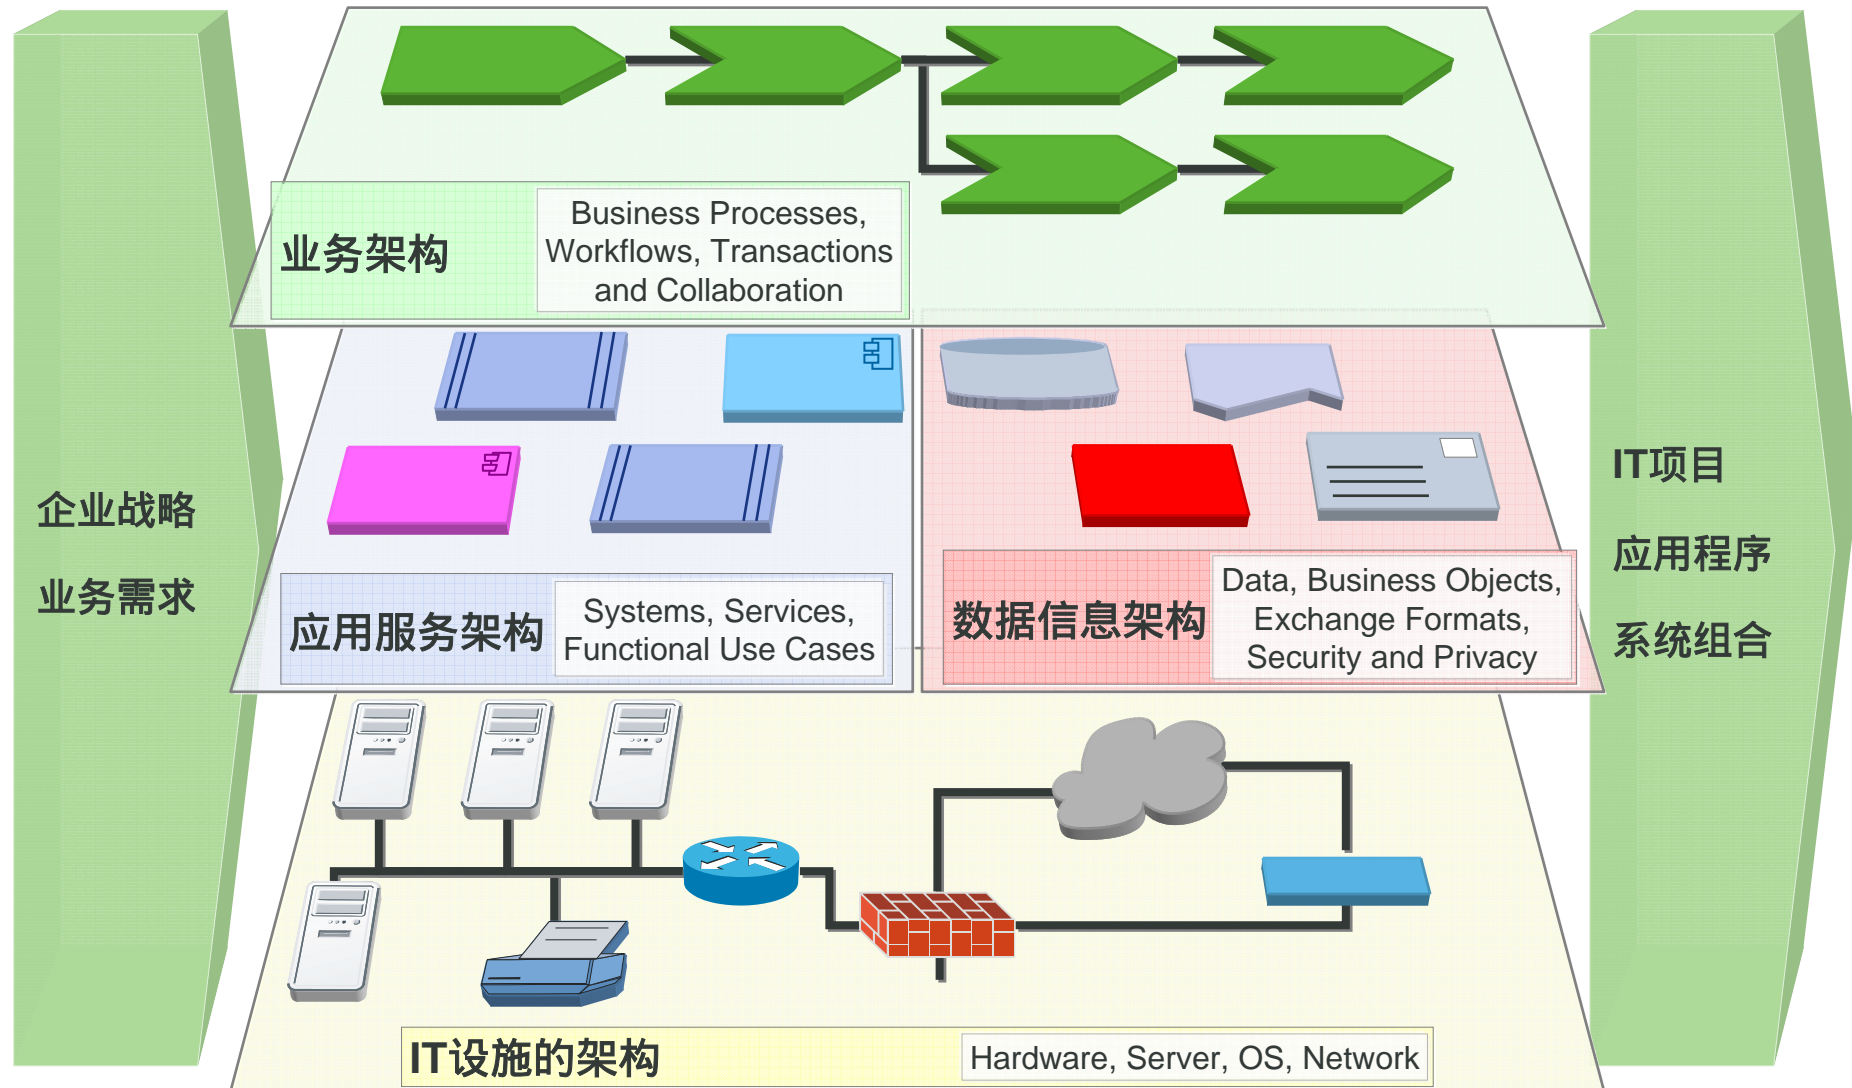 企业战略
业务需求
业务架构
Business Processes,
Workflows, Transactions
and Collaboration
应用服务架构
Systems, Services,
Functional Use Cases
数据信息架构
Data, Business Objects,
Exchange Formats,
Security and Privacy
IT设施的架构
Hardware, Server, OS, Network
IT项目
应用程序
系统组合